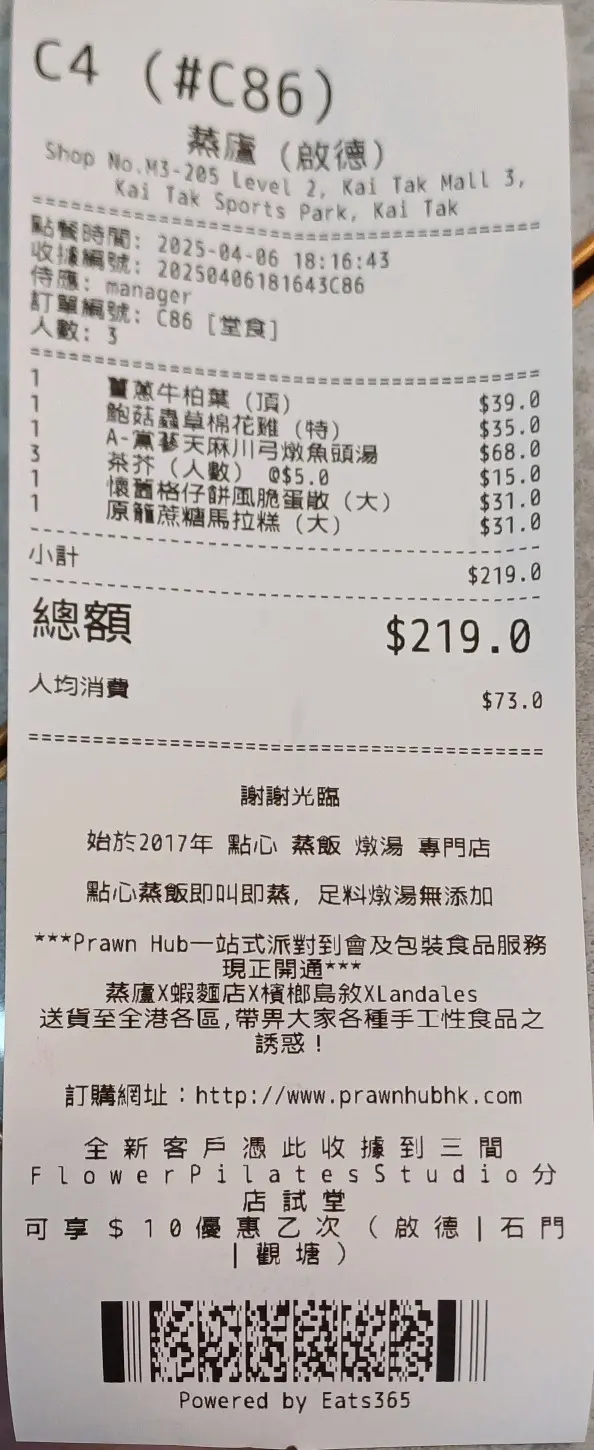 C4 (#C86)
蒸廬 (啟德)
Shop No.M3-205 Level 2, Kai Tak Mall 3,
Kai Tak Sports Park, Kai Tak
點餐時間: 2025-04-06 18:16:43
收據編號: 20250406181643C86
侍應: manager
訂單編號: C86 [堂食]
人數: 3
1 薑蔥牛柏葉 (頂) $39.0
1 鮑菇蟲草棉花雞 (特) $35.0
1 A-黨蔘天麻川弓燉魚頭湯 $68.0
3 茶芥 (人數) @$5.0 $15.0
1 懷舊格仔餅風脆蛋散 (大) $31.0
1 原籠蔗糖馬拉糕 (大) $31.0
小計 $219.0
總額 $219.0
人均消費 $73.0
謝謝光臨
始於2017年 點心 蒸飯 燉湯 專門店
點心蒸飯即叫即蒸, 足料燉湯無添加
***Prawn Hub一站式派對到會及包裝食品服務
現正開通***
蒸廬X蝦麵店X檳榔島敘XLandales
送貨至全港各區,帶畀大家各種手工性食品之
誘惑！
訂購網址：http://www.prawnhubhk.com
全新客戶憑此收據到三間
FlowerPilatesStudio分
店試堂
可享$10優惠乙次（啟德|石門
|觀塘）
Powered by Eats365